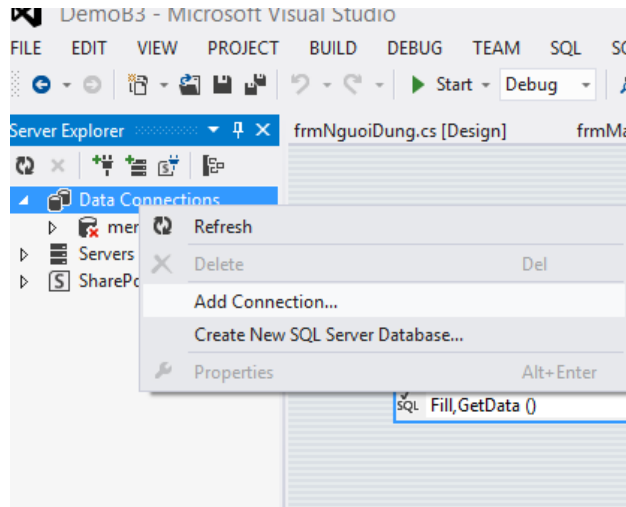 DemoB3 - Microsoft Visual Studio
FILE EDIT VIEW PROJECT BUILD DEBUG TEAM SQL
Start Debug
Server Explorer frmNguoiDung.cs [Design]
Data Connections
Refresh
Servers
Delete Del
Add Connection...
Create New SQL Server Database...
Properties Alt+Enter
SQL Fill,GetData ()